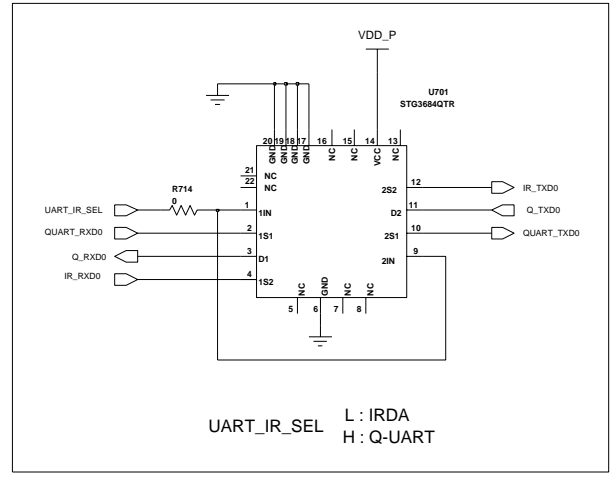 VDD_P
U701
STG3684QTR
20 19 18 17 16 15 14 13
GND GND GND GND NC NC VCC NC
21 NC
22 NC
R714
0
UART_IR_SEL 1 1IN
QUART_RXD0 2 1S1
Q_RXD0 3 D1
IR_RXD0 4 1S2
2S2 12 IR_TXD0
D2 11 Q_TXD0
2S1 10 QUART_TXD0
2IN 9
NC GND NC NC
5 6 7 8
UART_IR_SEL
L : IRDA
H : Q-UART